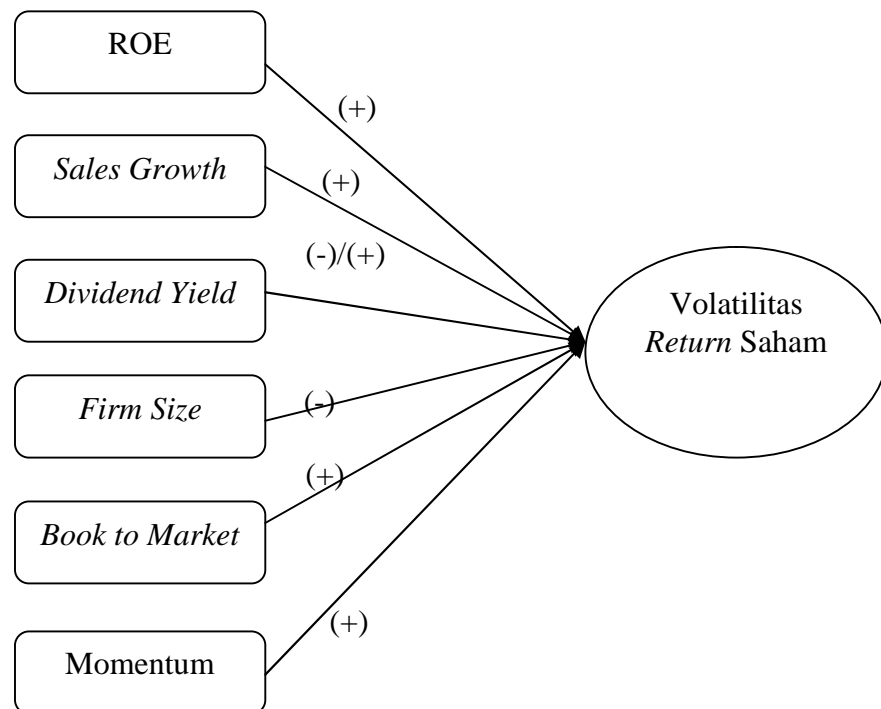 ROE
(+)
Sales Growth
(+)
(-)/(+)
Dividend Yield
Volatilitas
Return Saham
Firm Size
(-)
(+)
Book to Market
(+)
Momentum